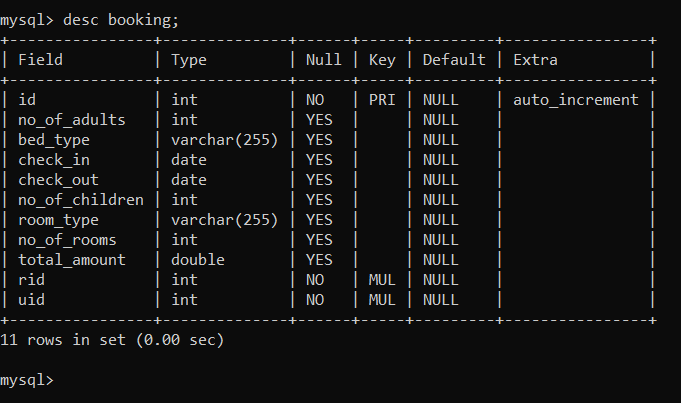 mysql> desc booking;
+----------------+--------------+------+-----+---------+----------------+
| Field          | Type         | Null | Key | Default | Extra          |
+----------------+--------------+------+-----+---------+----------------+
| id             | int          | NO   | PRI | NULL    | auto_increment |
| no_of_adults   | int          | YES  |     | NULL    |                |
| bed_type       | varchar(255) | YES  |     | NULL    |                |
| check_in       | date         | YES  |     | NULL    |                |
| check_out      | date         | YES  |     | NULL    |                |
| no_of_children | int          | YES  |     | NULL    |                |
| room_type      | varchar(255) | YES  |     | NULL    |                |
| no_of_rooms    | int          | YES  |     | NULL    |                |
| total_amount   | double       | YES  |     | NULL    |                |
| rid            | int          | NO   | MUL | NULL    |                |
| uid            | int          | NO   | MUL | NULL    |                |
+----------------+--------------+------+-----+---------+----------------+
11 rows in set (0.00 sec)
mysql>